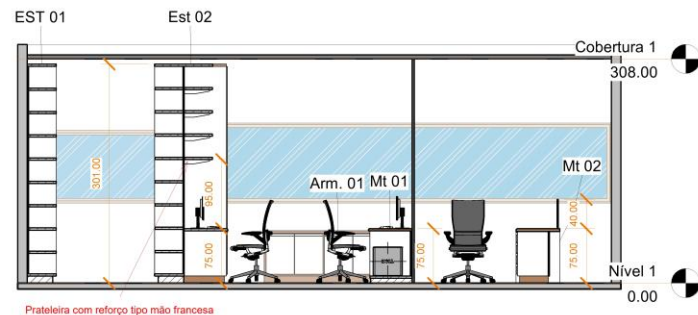 EST 01
Est 02
Cobertura 1
308.00
301.00
95.00
Arm. 01
Mt 01
Mt 02
40.00
75.00
75.00
75.00
Nível 1
0.00
Prateleira com reforço tipo mão francesa